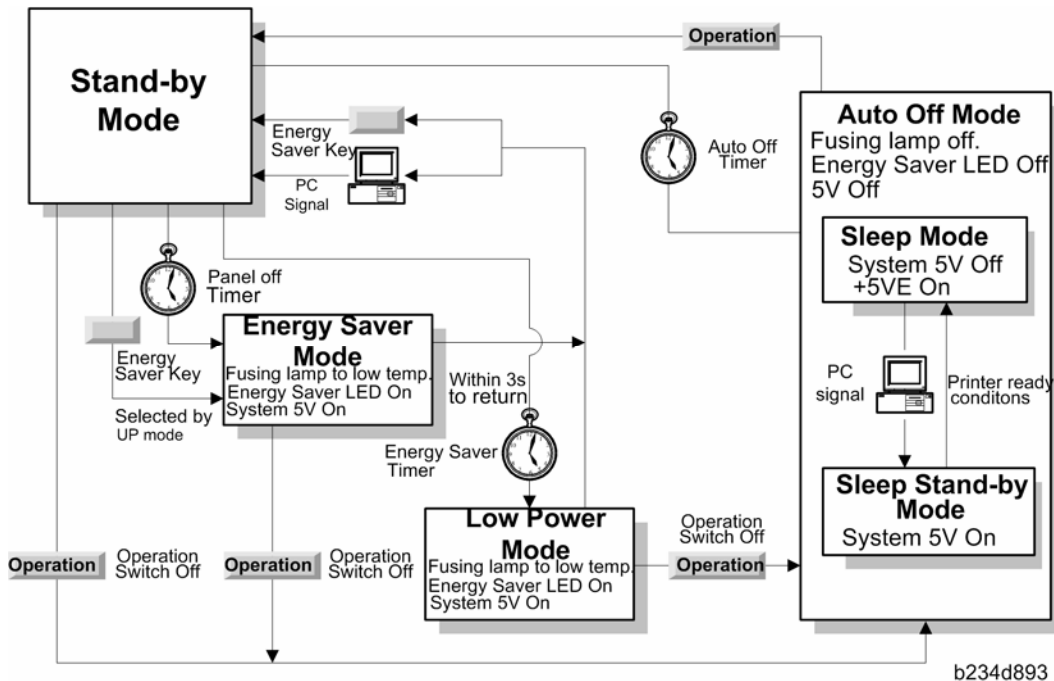 Operation
Stand-by
Mode
Energy
Saver Key
PC
Signal
Auto Off
Timer
Auto Off Mode
Fusing lamp off.
Energy Saver LED Off
5V Off
Sleep Mode
System 5V Off
+5VE On
Panel off
Timer
Energy
Saver Key
Selected by
UP mode
Energy Saver
Mode
Fusing lamp to low temp.
Energy Saver LED On
System 5V On
Within 3s
to return
Energy Saver
Timer
PC
signal
Printer ready
conditons
Sleep Stand-by
Mode
System 5V On
Low Power
Mode
Fusing lamp to low temp.
Energy Saver LED On
System 5V On
Operation
Switch Off
Operation
Operation
Operation
Switch Off
Operation
Operation
Switch Off
b234d893